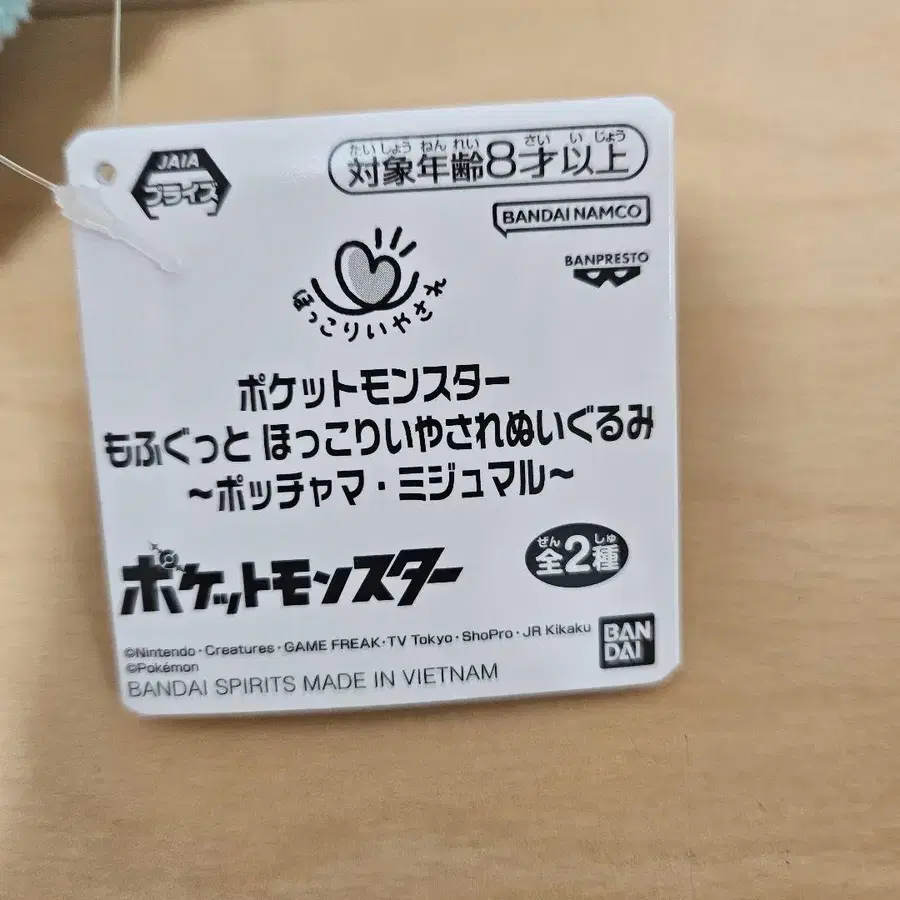 JAIA
プライズ
たいしょうねんれい さい いじょう
対象年齢8才以上
BANDAI NAMCO
BANPRESTO
ほっこりいやされ
ポケットモンスター
もふぐっと ほっこりいやされぬいぐるみ
～ポッチャマ・ミジュマル～
ぜん しゅ
全2種
ポケットモンスター
©Nintendo・Creatures・GAME FREAK・TV Tokyo・ShoPro・JR Kikaku
©Pokémon
BANDAI SPIRITS MADE IN VIETNAM
BAN
DAI